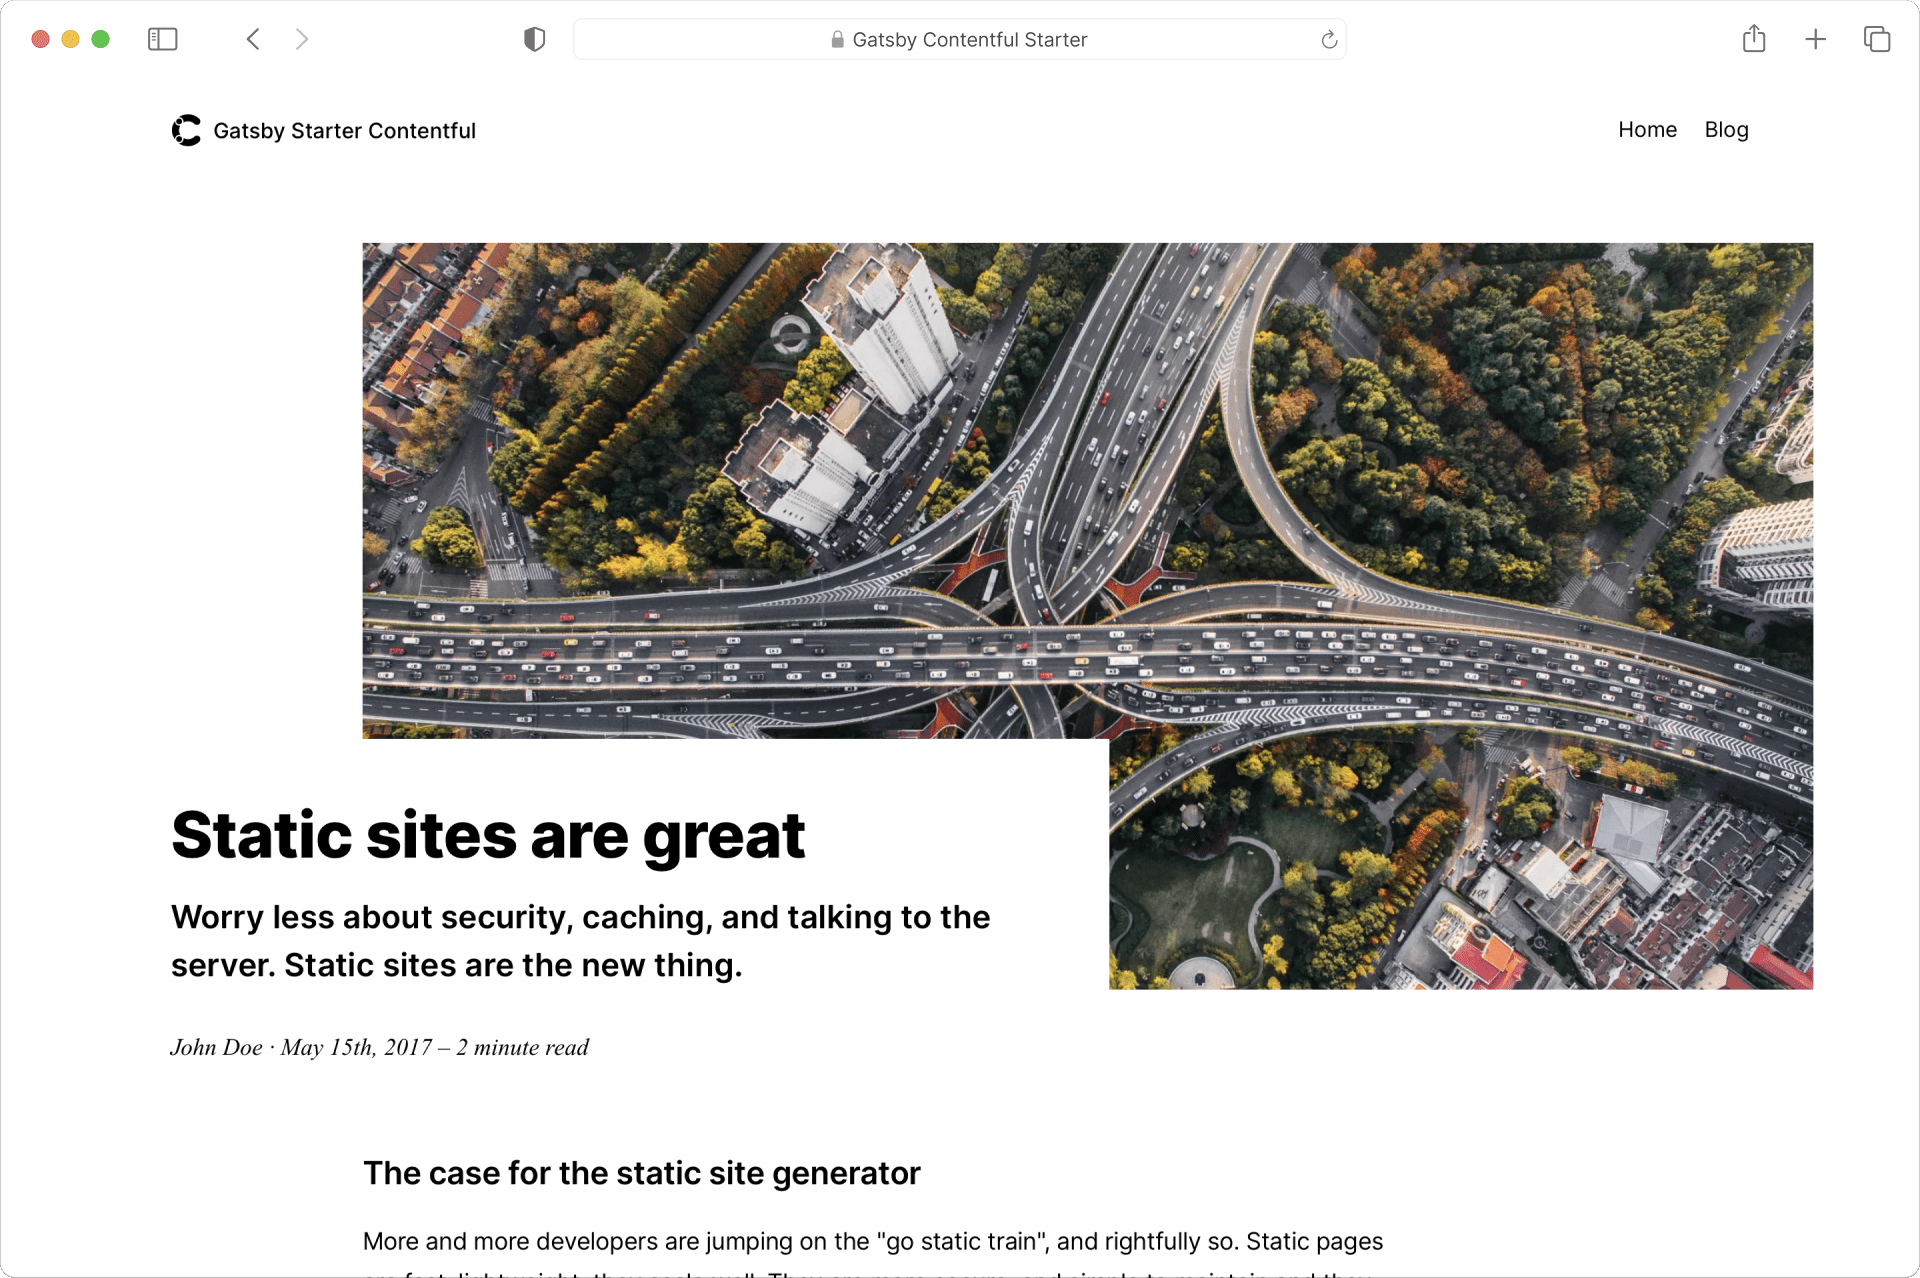 Gatsby Contentful Starter
Gatsby Starter Contentful
Home Blog
Static sites are great
Worry less about security, caching, and talking to the
server. Static sites are the new thing.
John Doe · May 15th, 2017 – 2 minute read
The case for the static site generator
More and more developers are jumping on the "go static train", and rightfully so. Static pages